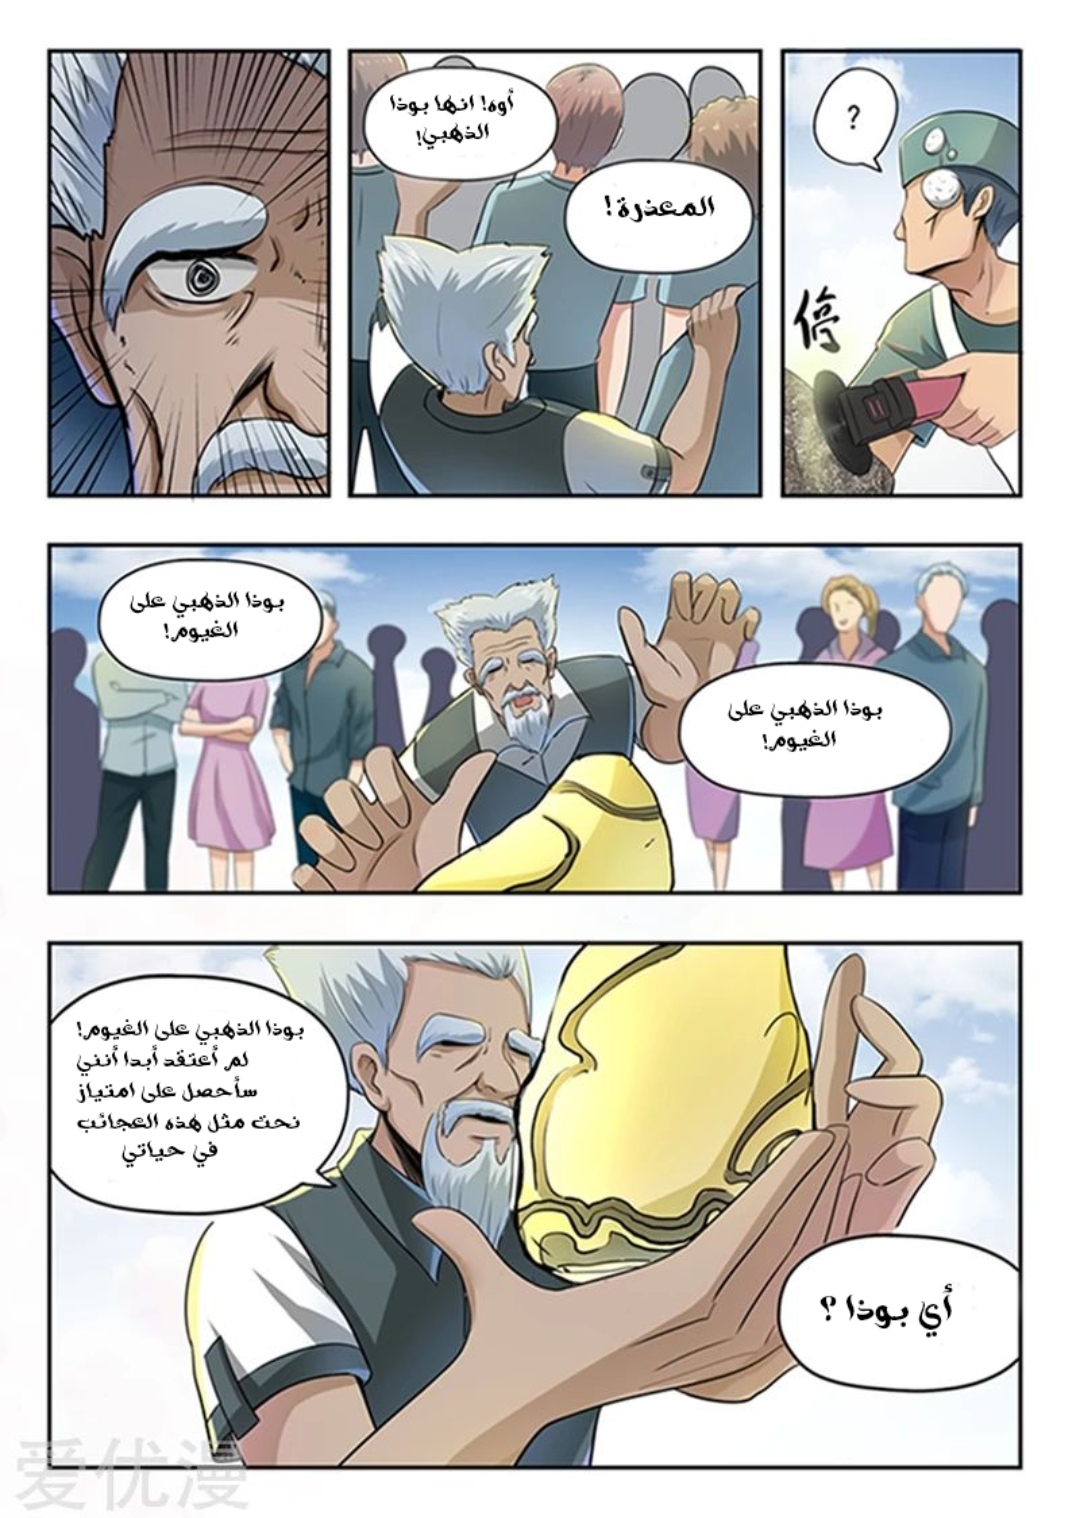 ؟
停
أوه! انها بوذا
الذهبي!
المعذرة!
بوذا الذهبي على
الغيوم!
بوذا الذهبي على
الغيوم!
بوذا الذهبي على الغيوم!
لم أعتقد أبدا أنني
سأحصل على امتياز
نحت مثل هذه العجائب
في حياتي
أي بوذا ؟
爱优漫